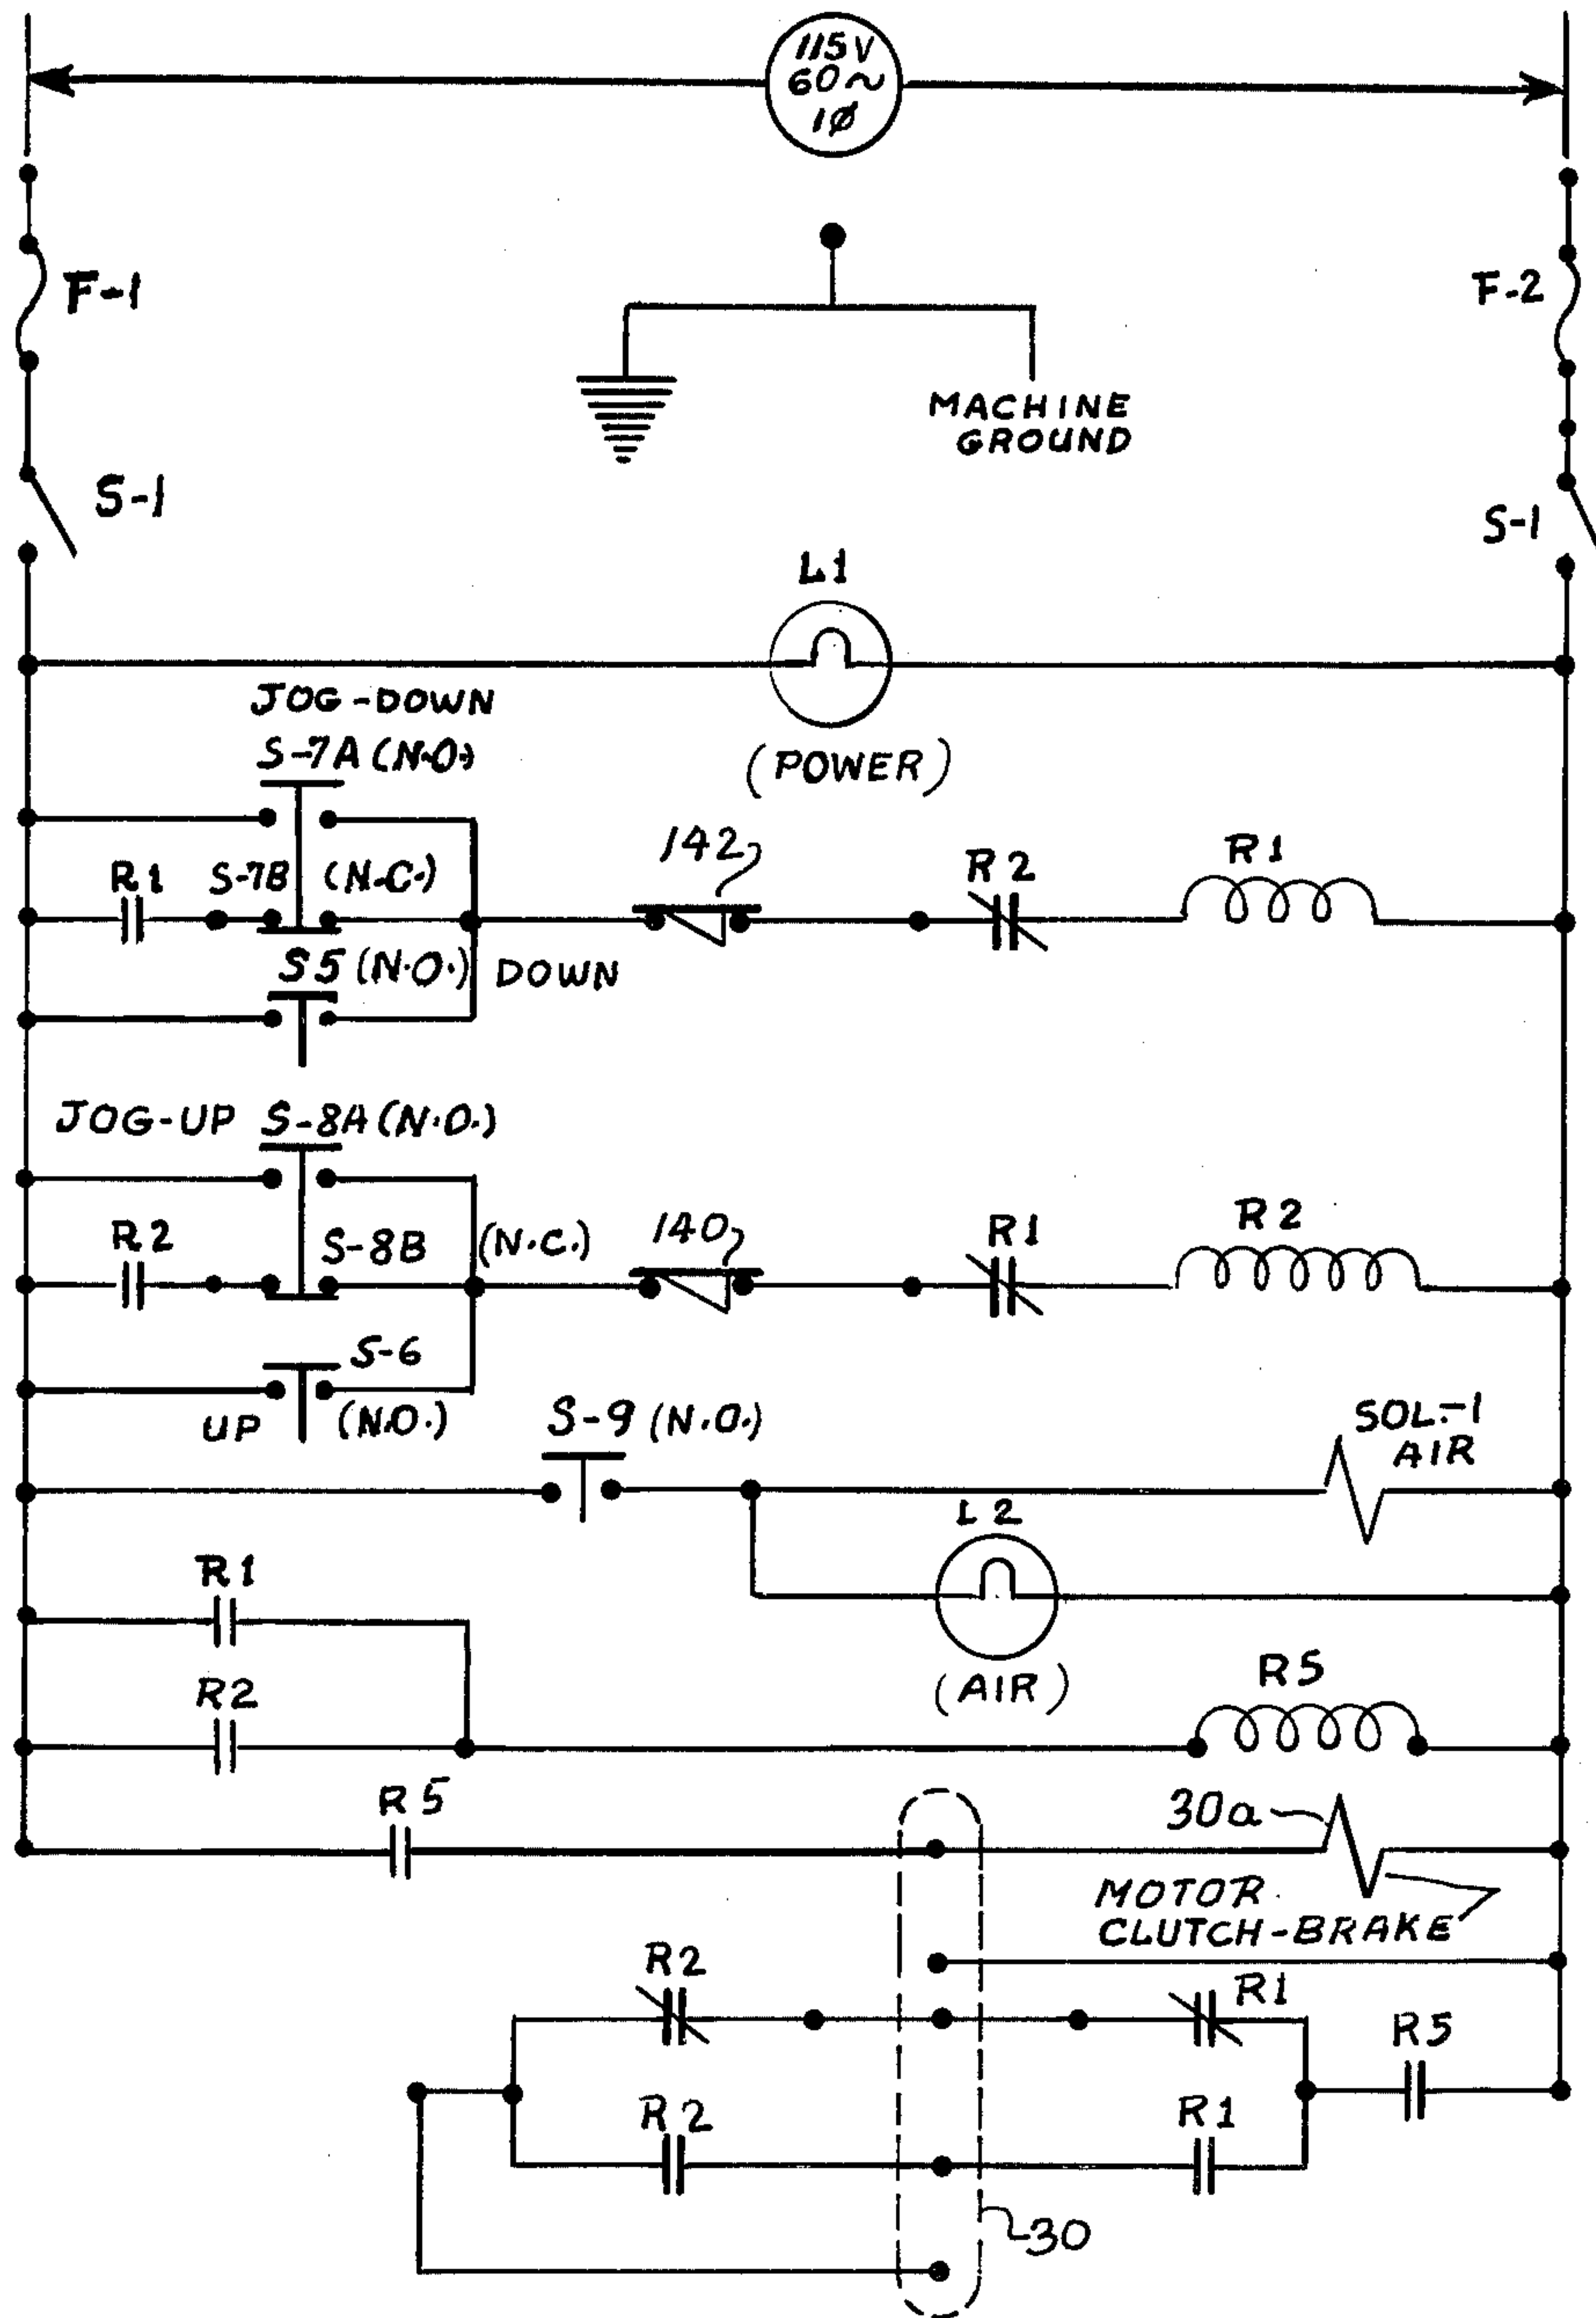 115V
60~
1Ø
F-1
F-2
MACHINE
GROUND
S-1
S-1
L1
(POWER)
JOG-DOWN
S-7A (N.O.)
142
R2
R1
R1
S-7B (N.C.)
S5 (N.O.) DOWN
JOG-UP S-8A (N.O.)
R2
S-8B
(N.C.)
140
R1
R2
S-6
UP
(N.O.)
S-9 (N.O.)
SOL.-1
AIR
L2
(AIR)
R1
R2
R5
R5
30a
MOTOR
CLUTCH-BRAKE
R2
R1
R5
R2
R1
30